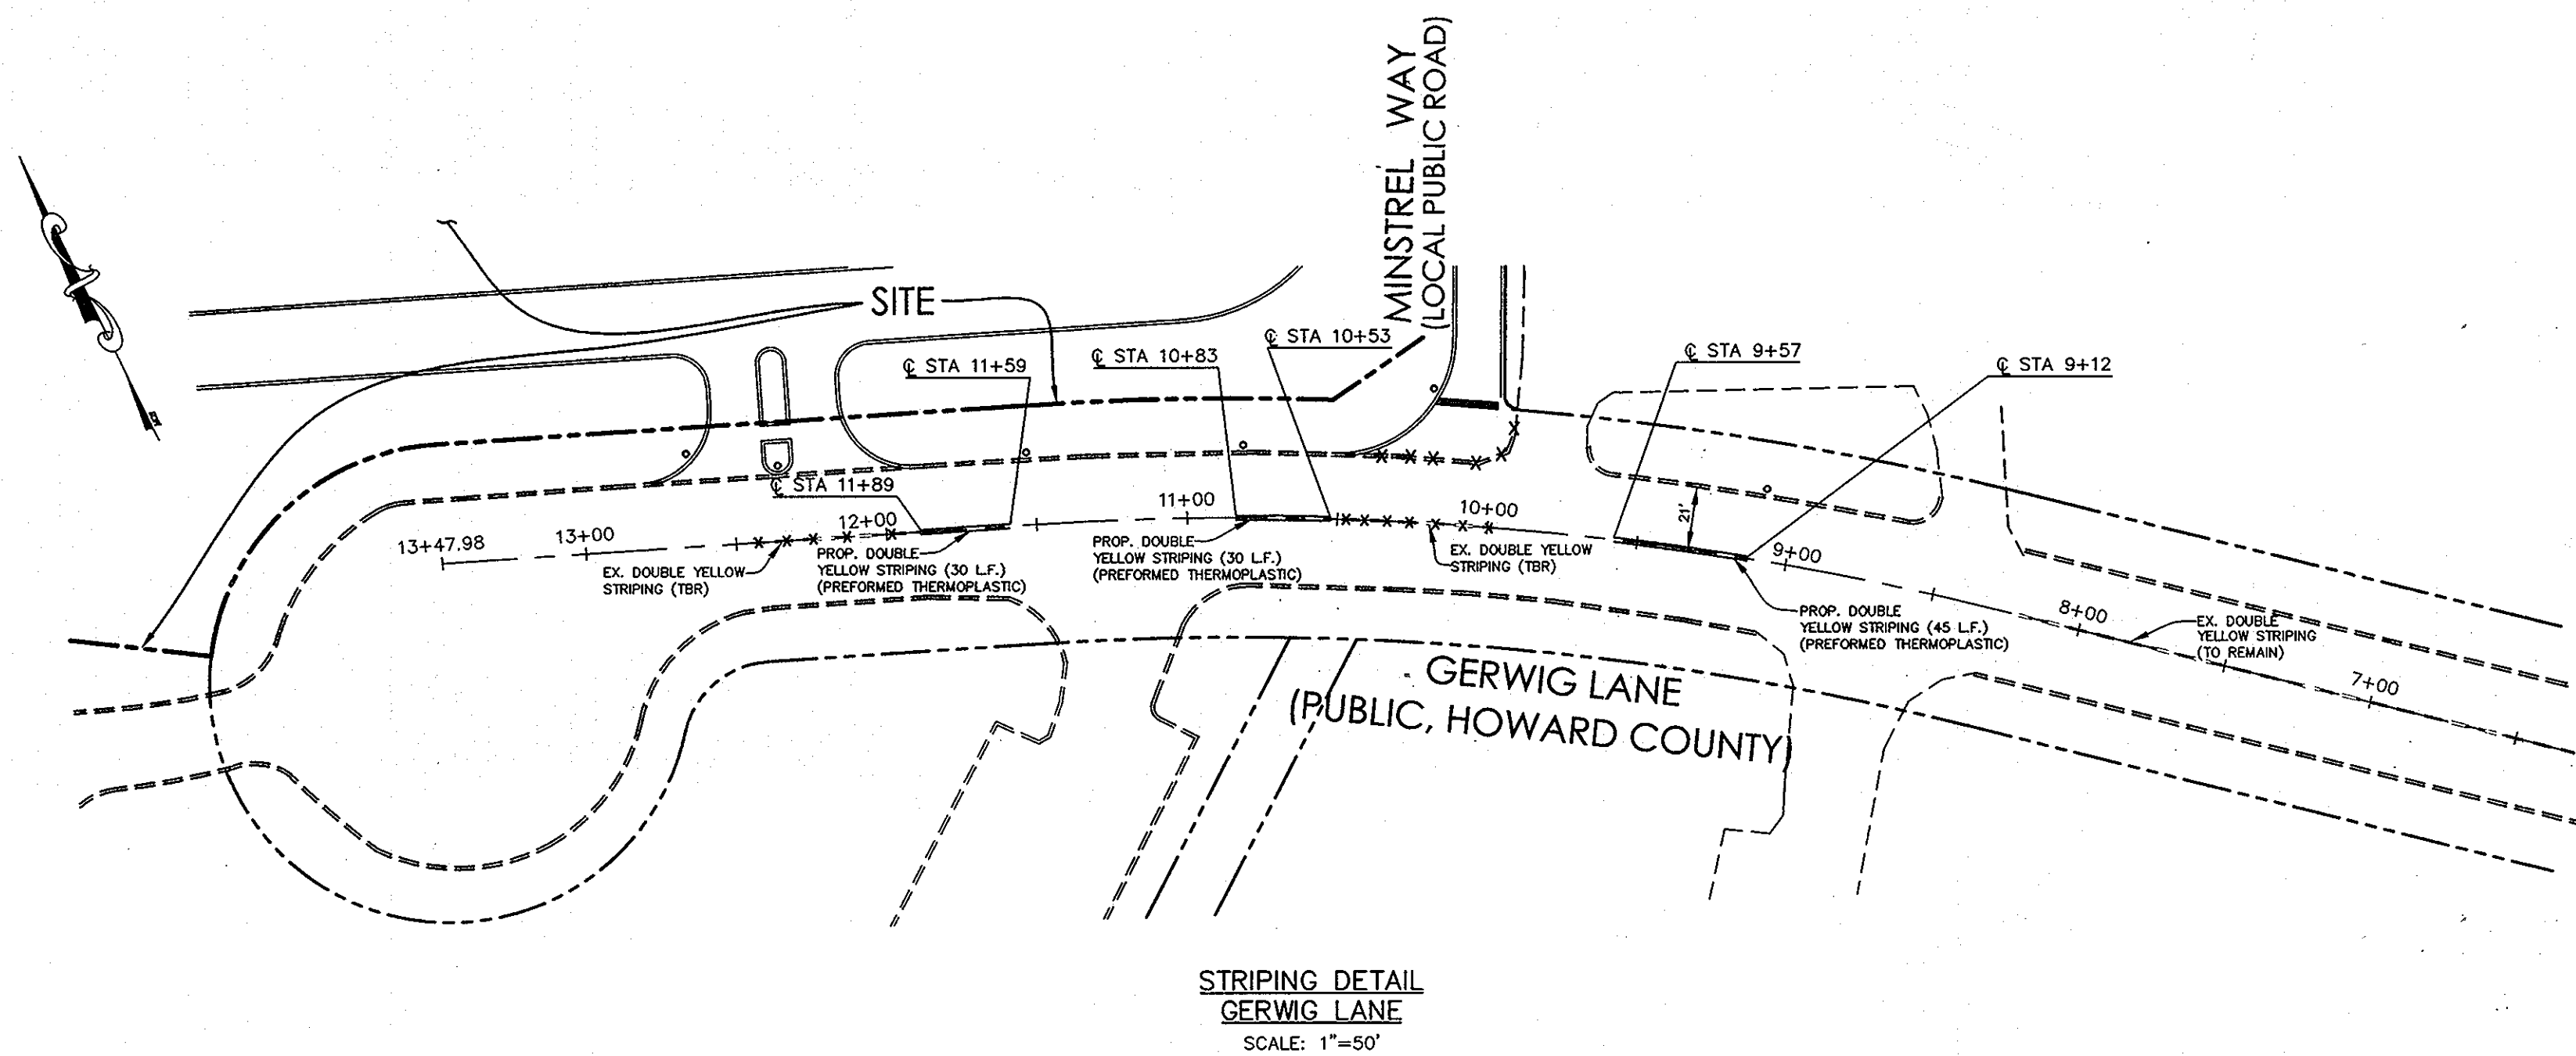 MINSTREL WAY
(LOCAL PUBLIC ROAD)
SITE
℄ STA 11+59
℄ STA 10+83
℄ STA 10+53
℄ STA 9+57
℄ STA 9+12
℄ STA 11+89
13+47.98
13+00
12+00
11+00
10+00
9+00
8+00
7+00
21'
EX. DOUBLE YELLOW
STRIPING (TBR)
PROP. DOUBLE
YELLOW STRIPING (30 L.F.)
(PREFORMED THERMOPLASTIC)
PROP. DOUBLE
YELLOW STRIPING (30 L.F.)
(PREFORMED THERMOPLASTIC)
EX. DOUBLE YELLOW
STRIPING (TBR)
PROP. DOUBLE
YELLOW STRIPING (45 L.F.)
(PREFORMED THERMOPLASTIC)
EX. DOUBLE
YELLOW STRIPING
(TO REMAIN)
GERWIG LANE
(PUBLIC, HOWARD COUNTY)
STRIPING DETAIL
GERWIG LANE
SCALE: 1"=50'